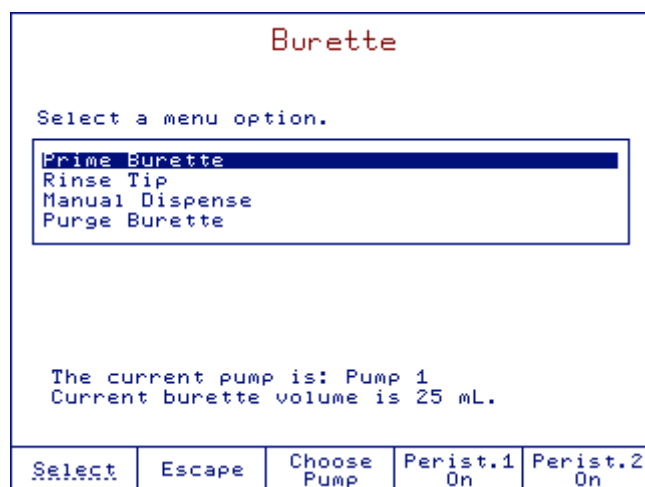 Burette
Select a menu option.
Prime Burette
Rinse Tip
Manual Dispense
Purge Burette
The current pump is: Pump 1
Current burette volume is 25 mL.
Select
Escape
Choose
Pump
Perist.1
On
Perist.2
On